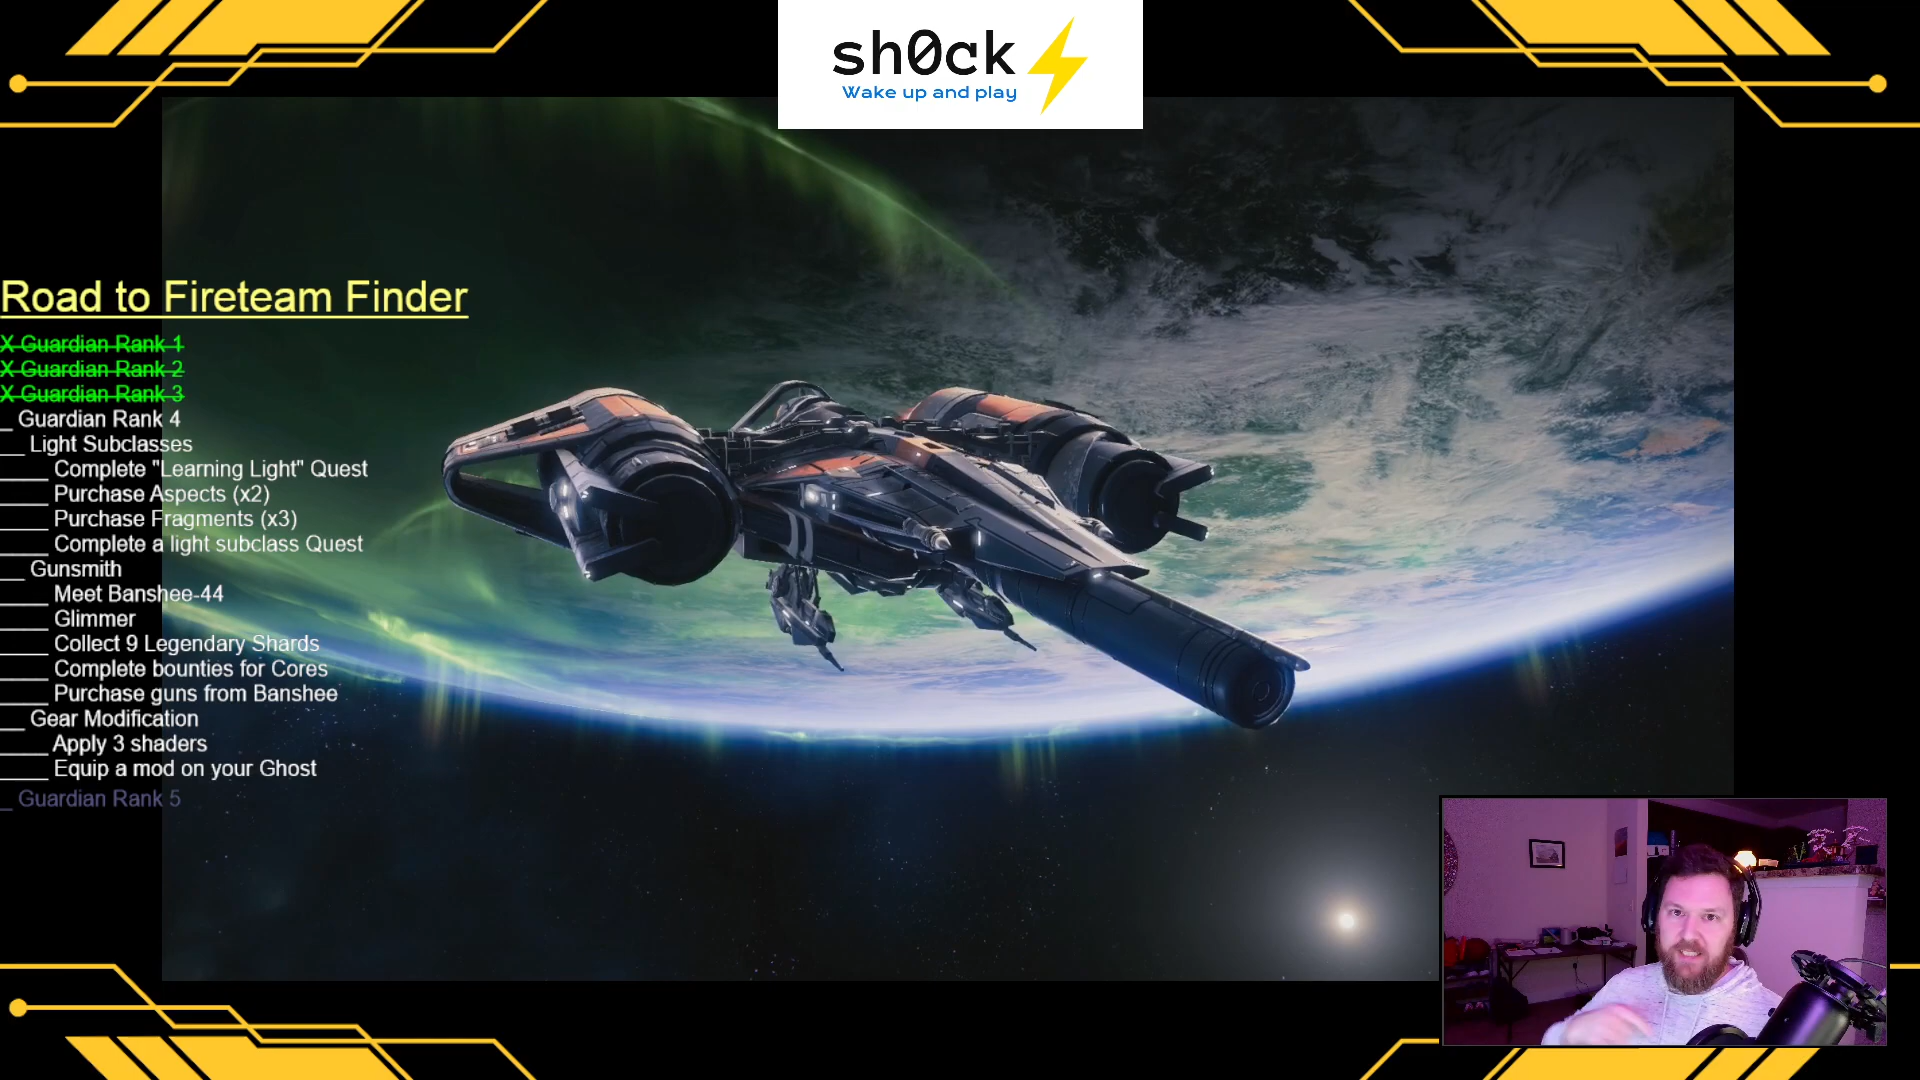 sh0ck
Wake up and play
Road to Fireteam Finder
X Guardian Rank 1
X Guardian Rank 2
X Guardian Rank 3
_ Guardian Rank 4
__ Light Subclasses
____ Complete "Learning Light" Quest
____ Purchase Aspects (x2)
____ Purchase Fragments (x3)
____ Complete a light subclass Quest
__ Gunsmith
____ Meet Banshee-44
____ Glimmer
____ Collect 9 Legendary Shards
____ Complete bounties for Cores
____ Purchase guns from Banshee
__ Gear Modification
____ Apply 3 shaders
____ Equip a mod on your Ghost
_ Guardian Rank 5